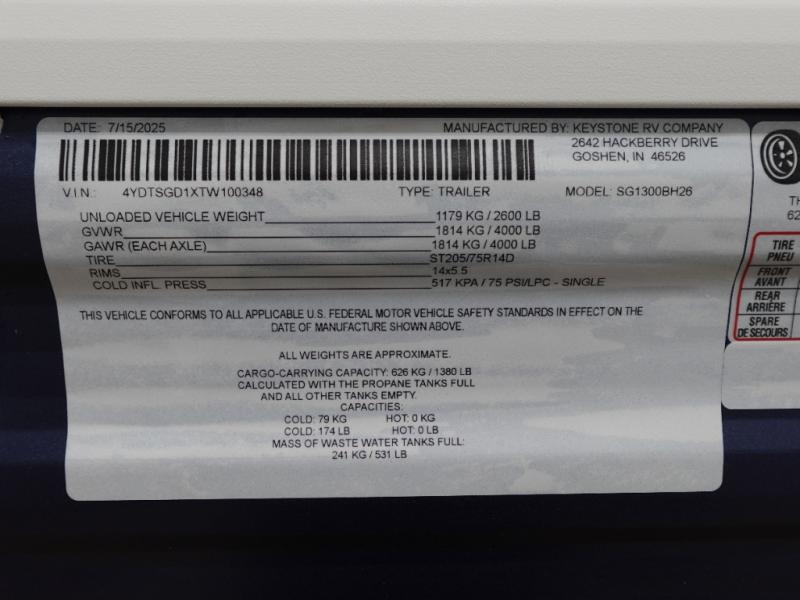 DATE: 7/15/2025 MANUFACTURED BY: KEYSTONE RV COMPANY
2642 HACKBERRY DRIVE
GOSHEN, IN 46526
V.I.N.: 4YDTSGD1XTW100348 TYPE: TRAILER MODEL: SG1300BH26
UNLOADED VEHICLE WEIGHT 1179 KG / 2600 LB
GVWR 1814 KG / 4000 LB
GAWR (EACH AXLE) 1814 KG / 4000 LB
TIRE ST205/75R14D
RIMS 14x5.5
COLD INFL. PRESS 517 KPA / 75 PSI/LPC - SINGLE
THIS VEHICLE CONFORMS TO ALL APPLICABLE U.S. FEDERAL MOTOR VEHICLE SAFETY STANDARDS IN EFFECT ON THE
DATE OF MANUFACTURE SHOWN ABOVE.
ALL WEIGHTS ARE APPROXIMATE.
CARGO-CARRYING CAPACITY: 626 KG / 1380 LB
CALCULATED WITH THE PROPANE TANKS FULL
AND ALL OTHER TANKS EMPTY.
CAPACITIES:
COLD: 79 KG HOT: 0 KG
COLD: 174 LB HOT: 0 LB
MASS OF WASTE WATER TANKS FULL:
241 KG / 531 LB
TH
62
TIRE
PNEU
FRONT
AVANT
REAR
ARRIÈRE
SPARE
DE SECOURS